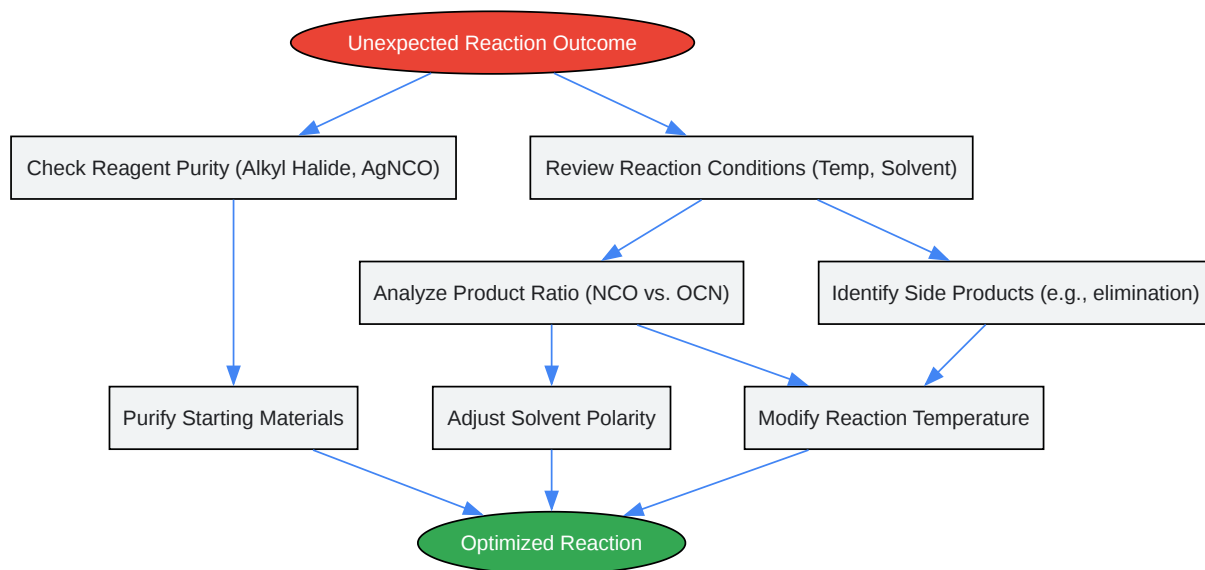 Unexpected Reaction Outcome
Check Reagent Purity (Alkyl Halide, AgNCO)
Review Reaction Conditions (Temp, Solvent)
Analyze Product Ratio (NCO vs. OCN)
Identify Side Products (e.g., elimination)
Purify Starting Materials
Adjust Solvent Polarity
Modify Reaction Temperature
Optimized Reaction